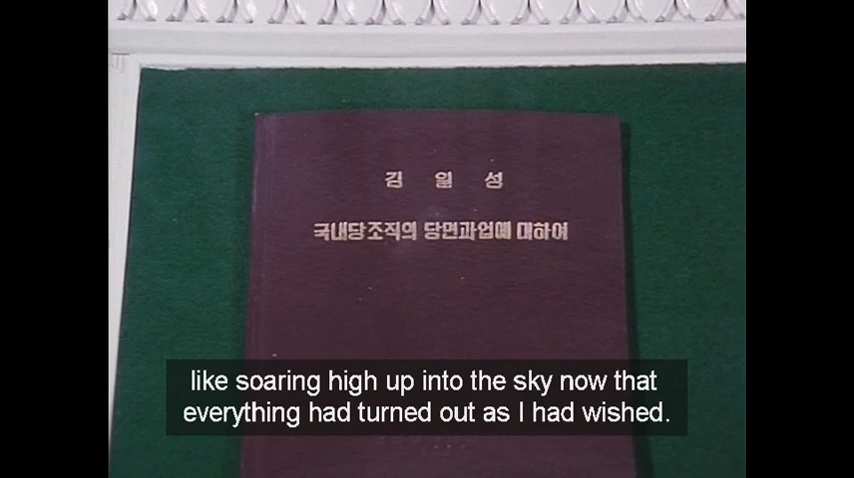 김 일 성
국내당조직의 당면과업에 대하여
like soaring high up into the sky now that
everything had turned out as I had wished.